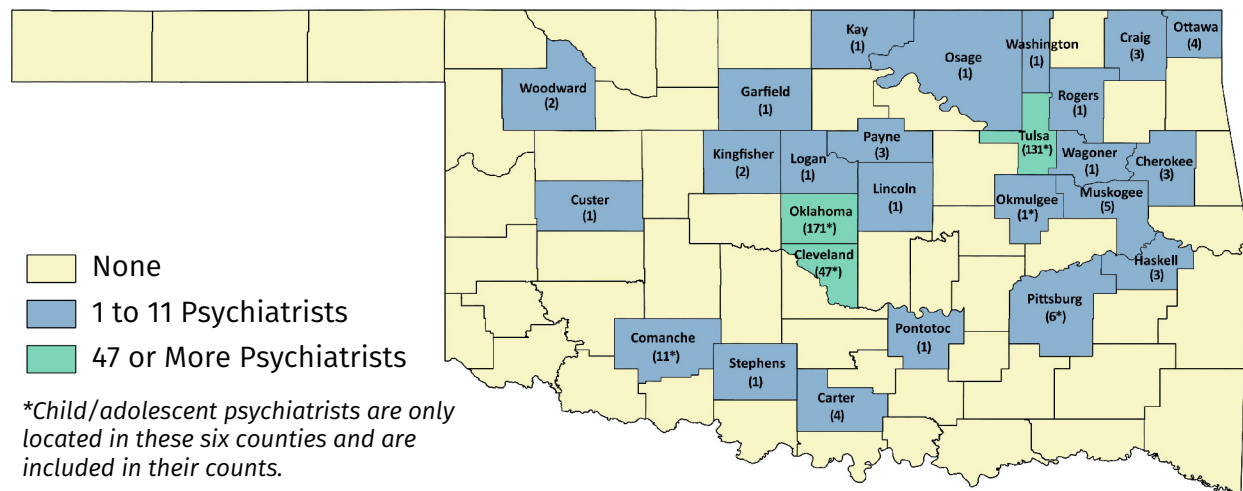 Kay
(1)
Osage
(1)
Washington
(1)
Craig
(3)
Ottawa
(4)
Woodward
(2)
Garfield
(1)
Rogers
(1)
Tulsa
(131*)
Kingfisher
(2)
Logan
(1)
Payne
(3)
Wagoner
(1)
Cherokee
(3)
Custer
(1)
Oklahoma
(171*)
Lincoln
(1)
Okmulgee
(1*)
Muskogee
(5)
Cleveland
(47*)
Haskell
(3)
Pittsburg
(6*)
Comanche
(11*)
Stephens
(1)
Pontotoc
(1)
Carter
(4)
None
1 to 11 Psychiatrists
47 or More Psychiatrists
*Child/adolescent psychiatrists are only
located in these six counties and are
included in their counts.